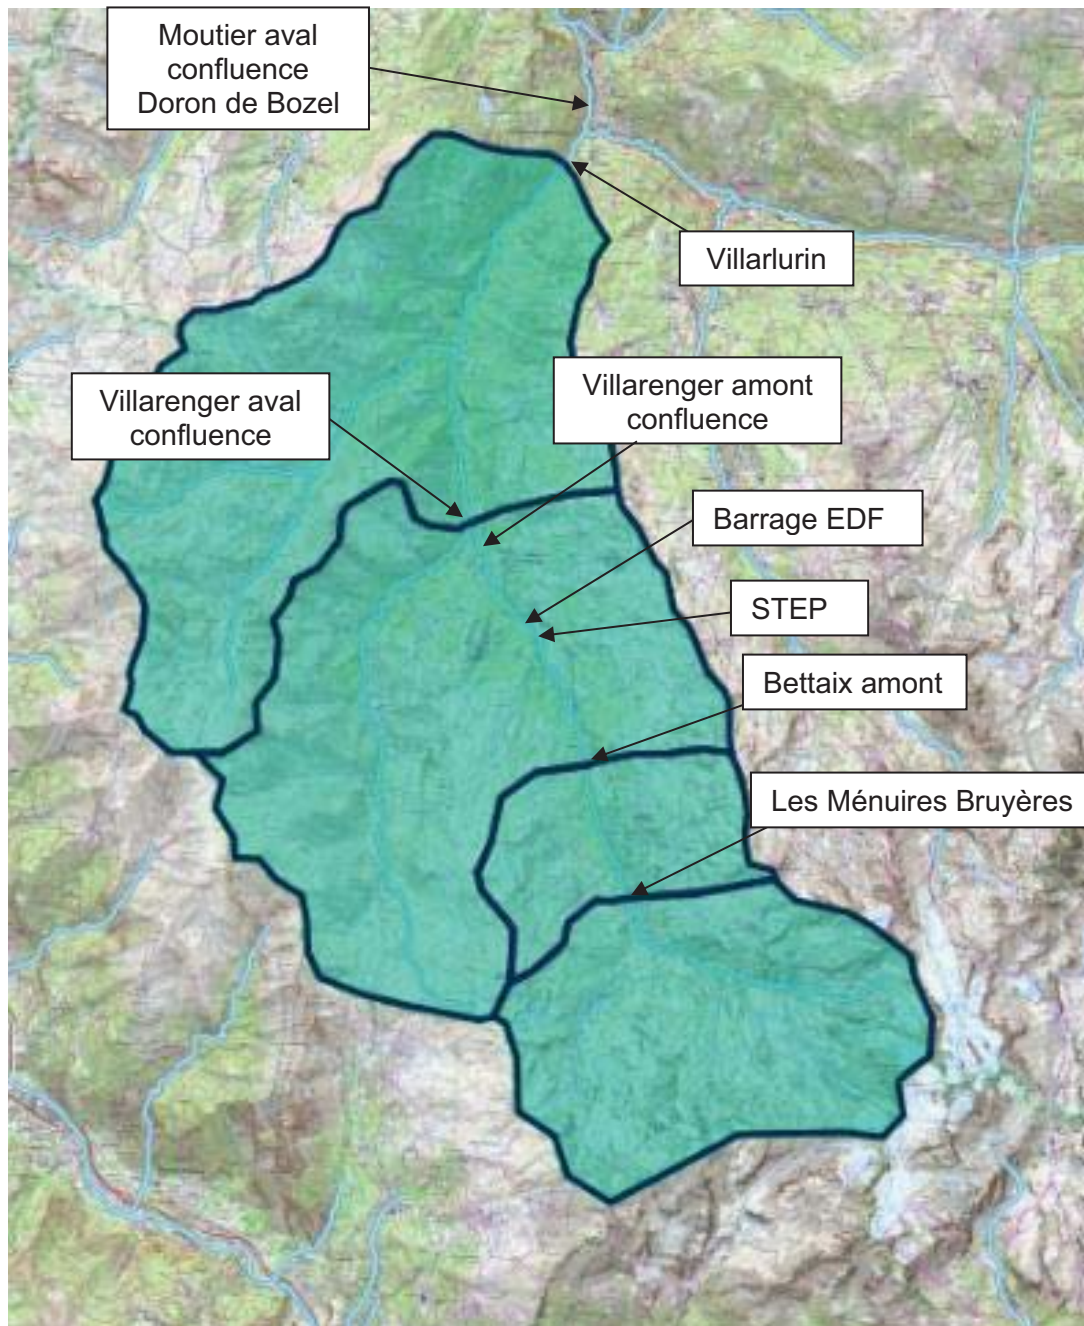 Moutier aval
confluence
Doron de Bozel
Villarlurin
Villarenger amont
confluence
Villarenger aval
confluence
Barrage EDF
STEP
Bettaix amont
Les Ménuires Bruyères